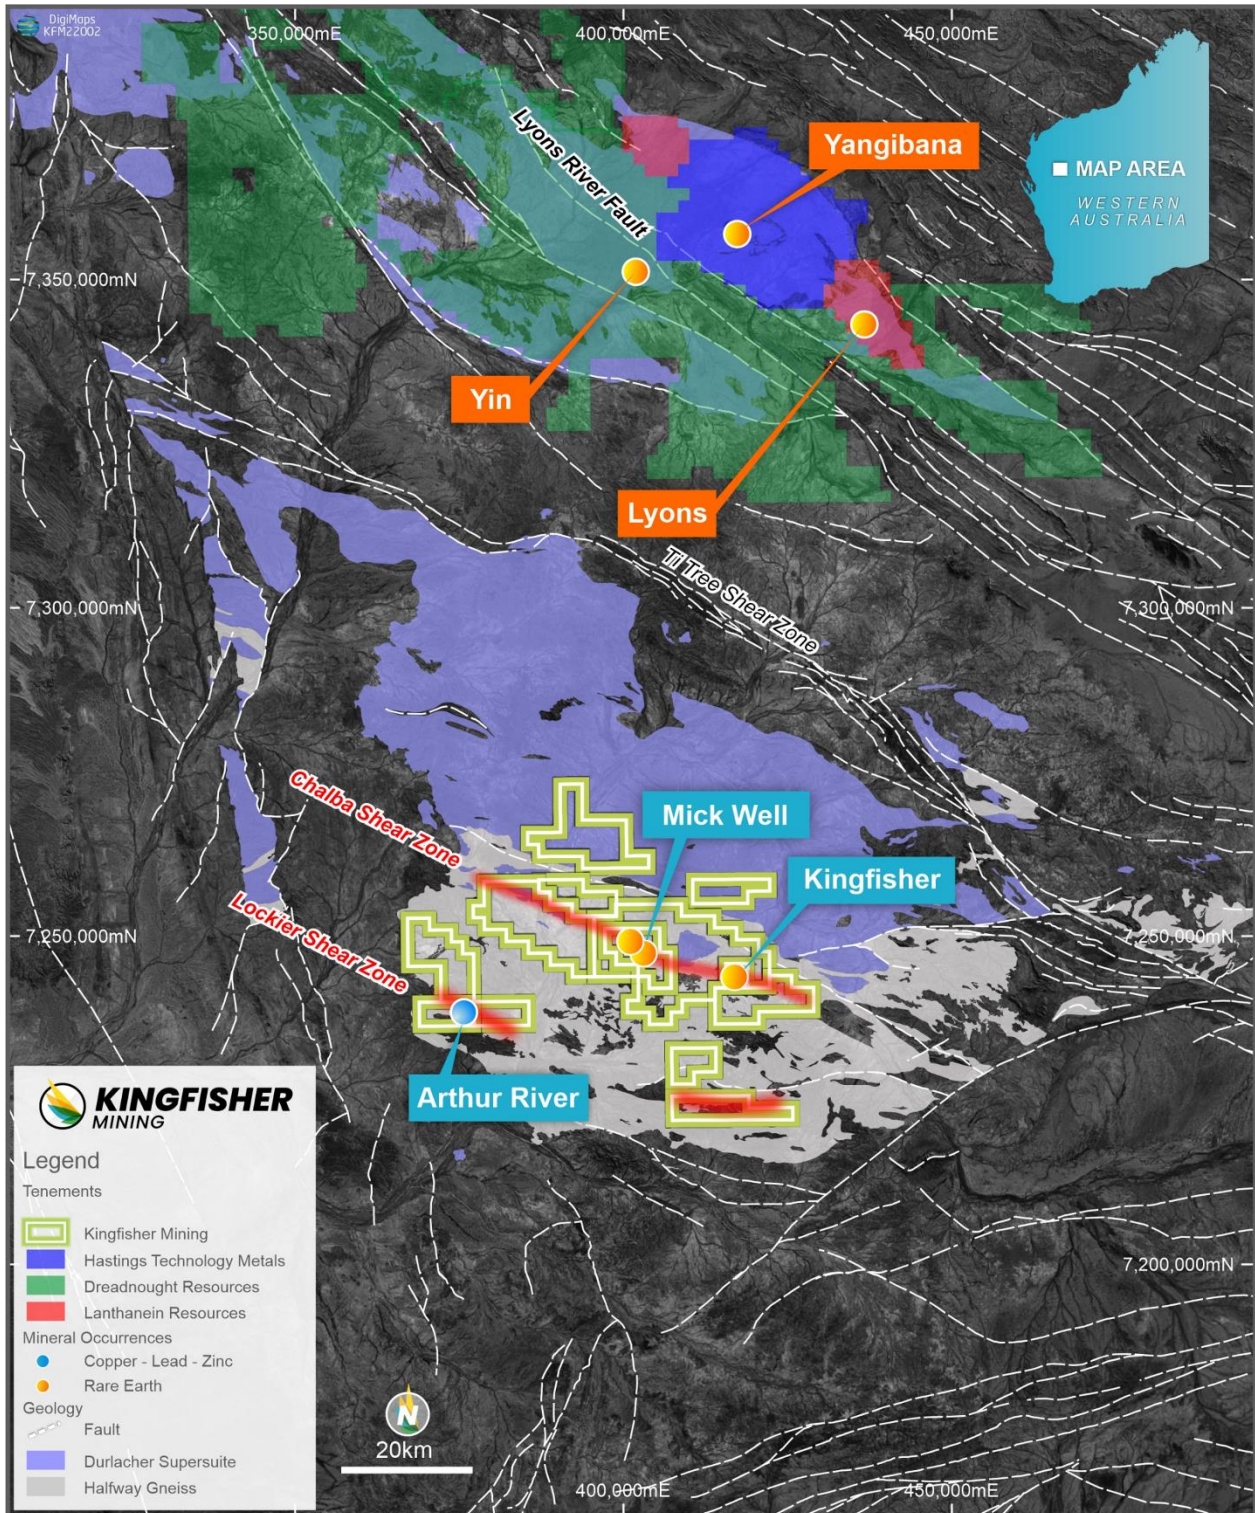 DigiMaps
KFM22002
350,000mE
400,000mE
450,000mE
Lyons River Fault
Yangibana
MAP AREA
WESTERN
AUSTRALIA
7,350,000mN
Yin
Lyons
Ti Tree Shear Zone
7,300,000mN
7,300,000mN
Chalba Shear Zone
Mick Well
Kingfisher
Lockier Shear Zone
7,250,000mN
7,250,000mN
Arthur River
KINGFISHER
MINING
Legend
Tenements
Kingfisher Mining
Hastings Technology Metals
Dreadnought Resources
Lanthanein Resources
Mineral Occurrences
Copper - Lead - Zinc
Rare Earth
Geology
Fault
Durlacher Supersuite
Halfway Gneiss
7,200,000mN
N
20km
400,000mE
450,000mE